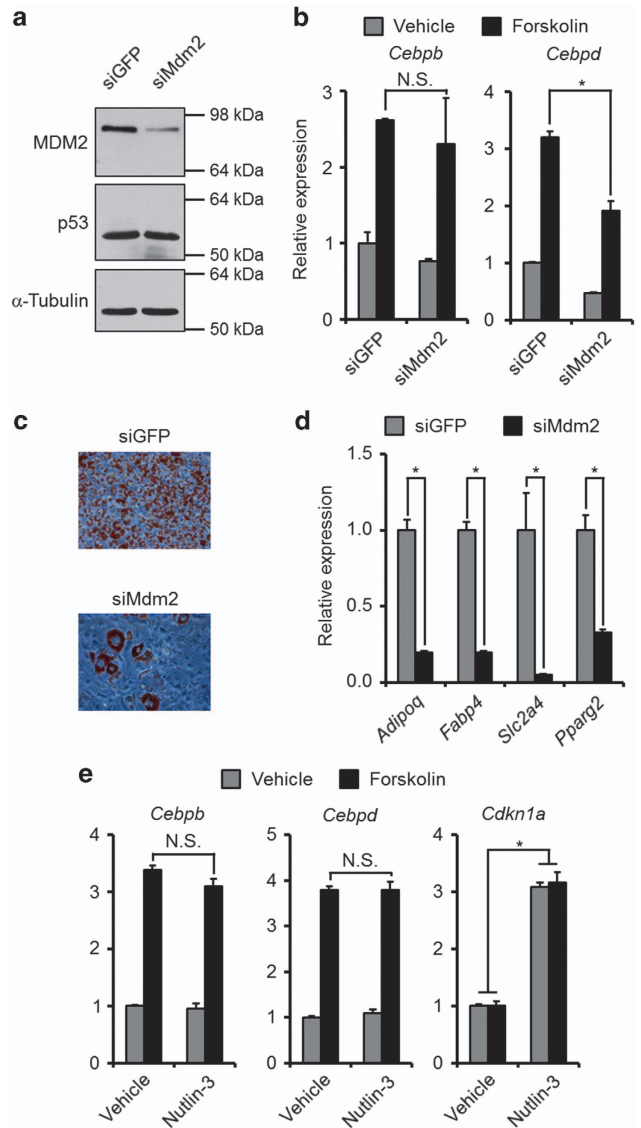 a
siGFP
siMdm2
MDM2
98 kDa
64 kDa
p53
64 kDa
50 kDa
α-Tubulin
64 kDa
50 kDa
b
Vehicle
Forskolin
Cebpb
Cebpd
Relative expression
3
2
1
0
N.S.
siGFP
siMdm2
4
3
2
1
0
*
siGFP
siMdm2
c
siGFP
siMdm2
d
siGFP
siMdm2
Relative expression
1.5
1.0
0.5
0.0
*
*
*
*
Adipoq
Fabp4
Slc2a4
Pparg2
e
Vehicle
Forskolin
Cebpb
4
3
2
1
0
N.S.
Vehicle
Nutlin-3
Cebpd
5
4
3
2
1
0
N.S.
Vehicle
Nutlin-3
Cdkn1a
4
3
2
1
0
*
Vehicle
Nutlin-3